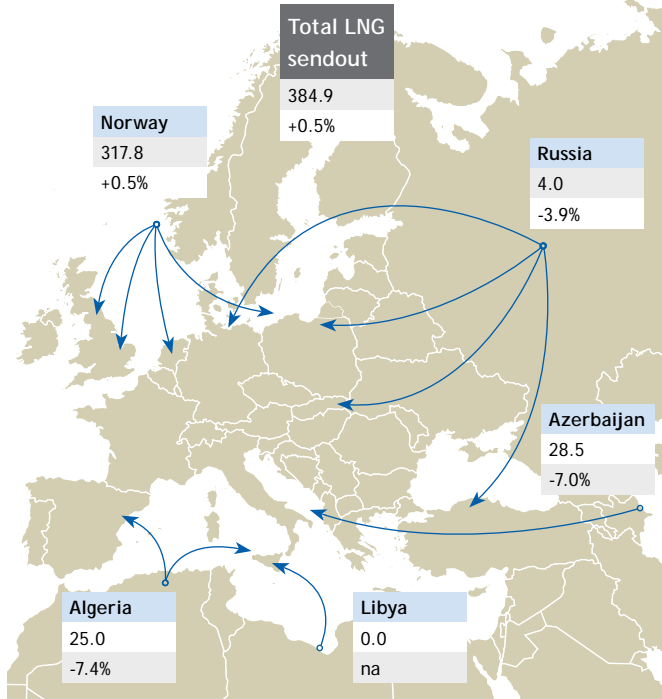 Total LNG
sendout
384.9
+0.5%
Norway
317.8
+0.5%
Russia
4.0
-3.9%
Azerbaijan
28.5
-7.0%
Algeria
25.0
-7.4%
Libya
0.0
na